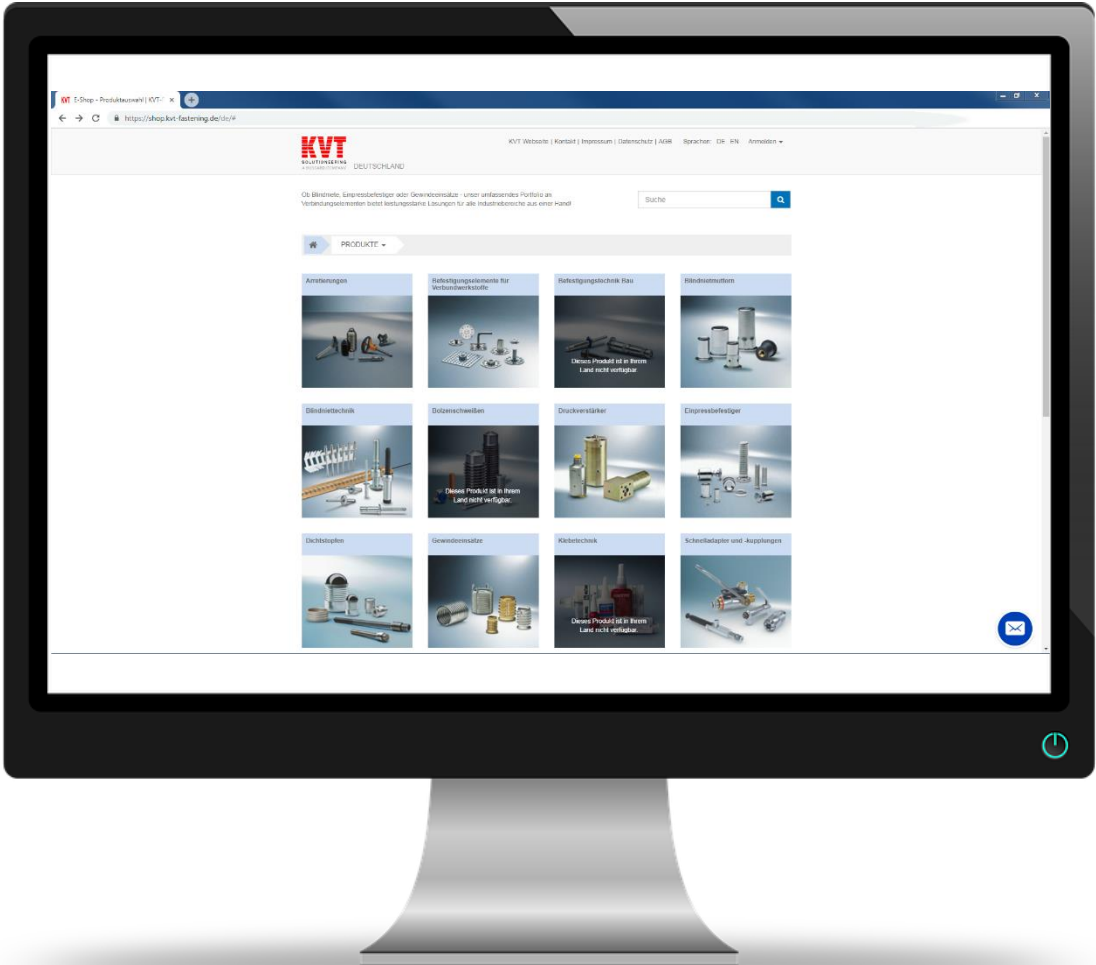 KVT E-Shop - Produktauswahl | KVT-
https://shop.kvt-fastening.de/de/#
KVT
SOLUTIONEERING
DEUTSCHLAND
KVT Website | Kontakt | Impressum | Datenschutz | AGB Sprachen: DE EN Anmelden
Ob Blindniete, Einpressbefestiger oder Gewindeeinsätze - unser umfassendes Portfolio an
Verbindungselementen bietet leistungsstarke Lösungen für alle Industriebereiche aus einer Hand!
Suche
PRODUKTE
Arretierungen
Befestigungselemente für
Verbundwerkstoffe
Befestigungstechnik Bau
Dieses Produkt ist in Ihrem
Land nicht verfügbar.
Blindnietmuttern
Blindniettechnik
Bolzenschweißen
Dieses Produkt ist in Ihrem
Land nicht verfügbar.
Druckverstärker
Einpressbefestiger
Dichtstopfen
Gewindeeinsätze
Klebetechnik
Dieses Produkt ist in Ihrem
Land nicht verfügbar.
Schnelladapter und -kupplungen